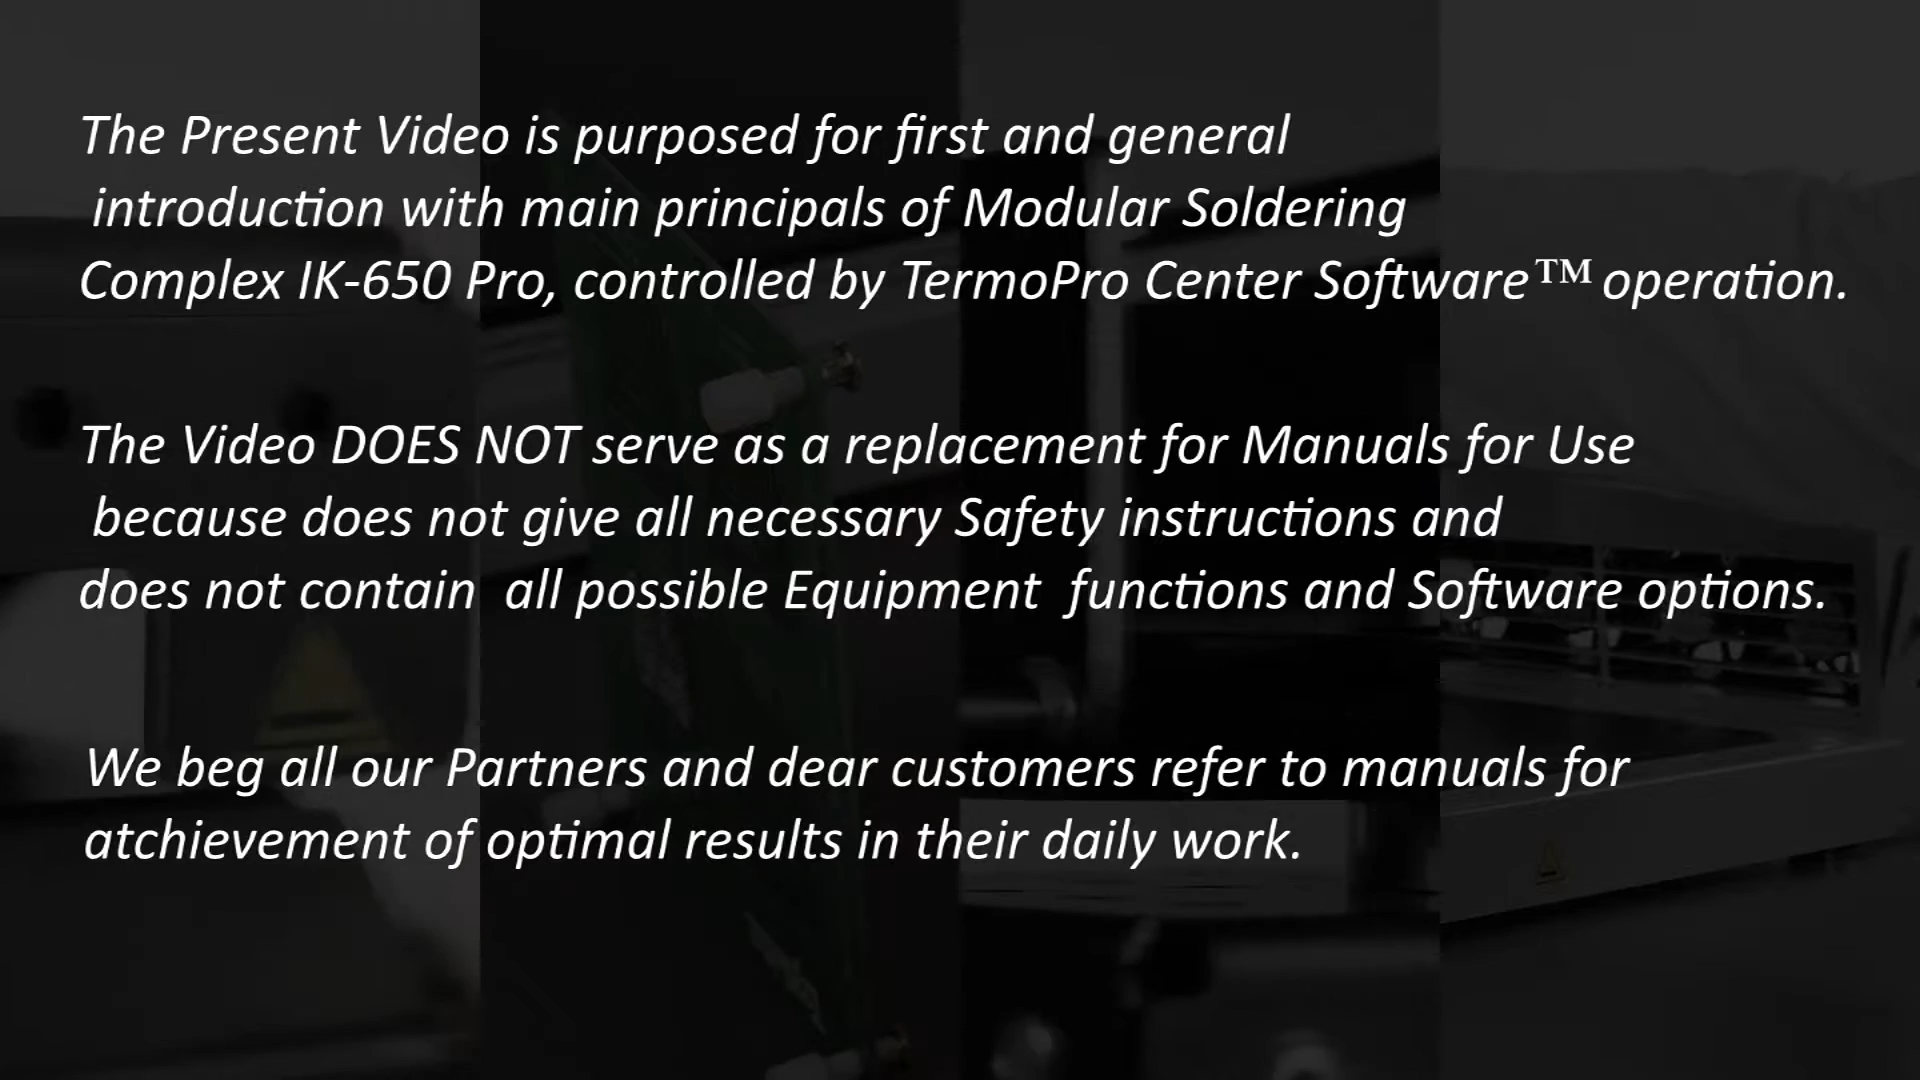 The Present Video is purposed for first and general
introduction with main principals of Modular Soldering
Complex IK-650 Pro, controlled by TermoPro Center Software™ operation.
The Video DOES NOT serve as a replacement for Manuals for Use
because does not give all necessary Safety instructions and
does not contain all possible Equipment functions and Software options.
We beg all our Partners and dear customers refer to manuals for
atchievement of optimal results in their daily work.